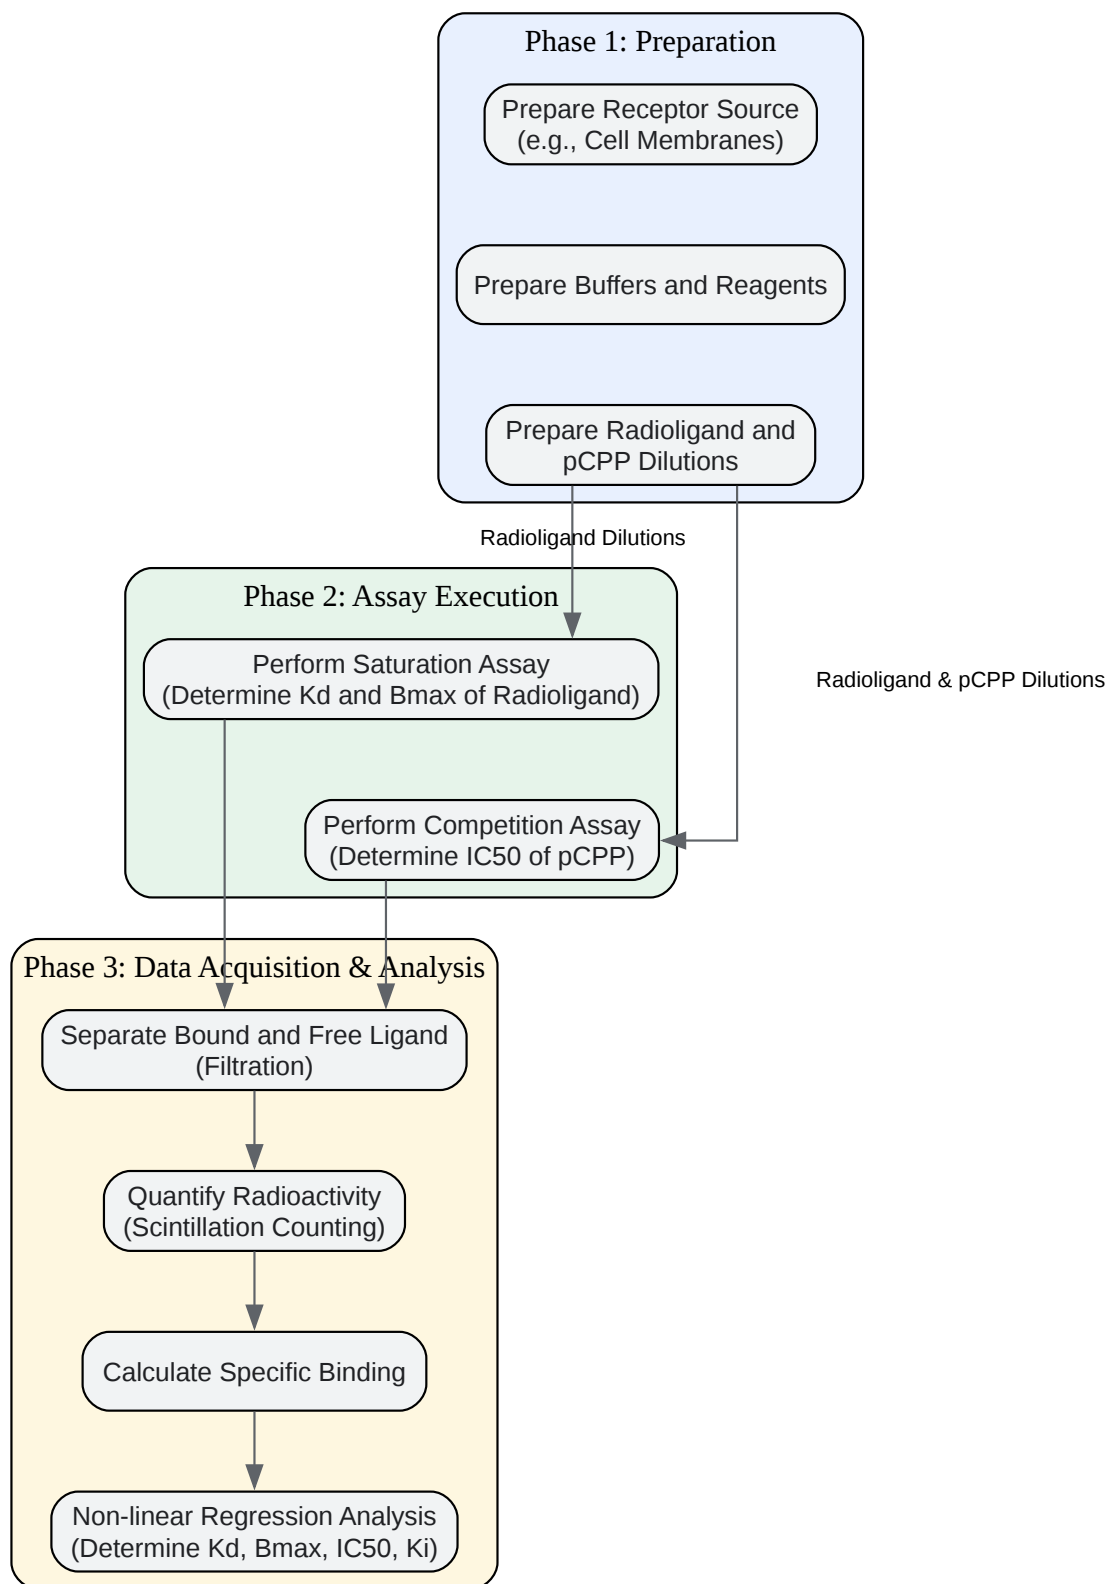 Phase 1: Preparation
Prepare Receptor Source
(e.g., Cell Membranes)
Prepare Buffers and Reagents
Prepare Radioligand and
pCPP Dilutions
Radioligand Dilutions
Phase 2: Assay Execution
Perform Saturation Assay
(Determine Kd and Bmax of Radioligand)
Radioligand & pCPP Dilutions
Perform Competition Assay
(Determine IC50 of pCPP)
Phase 3: Data Acquisition & Analysis
Separate Bound and Free Ligand
(Filtration)
Quantify Radioactivity
(Scintillation Counting)
Calculate Specific Binding
Non-linear Regression Analysis
(Determine Kd, Bmax, IC50, Ki)